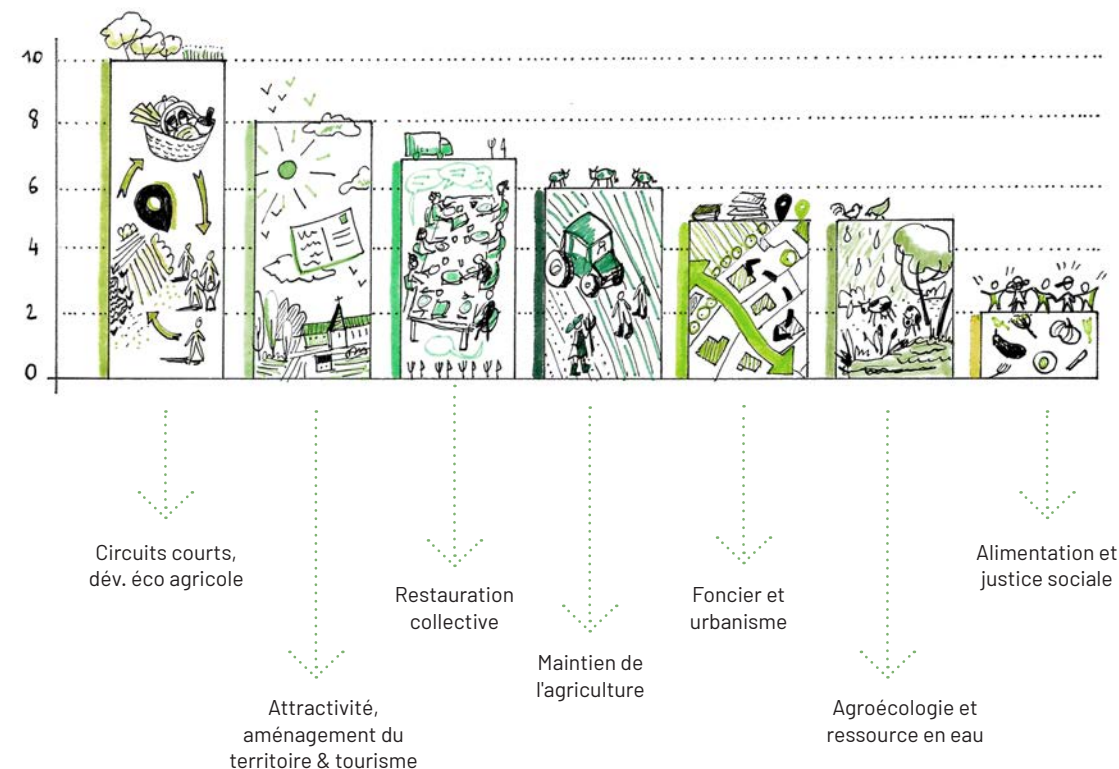 10
8
6
4
2
0
Circuits courts,
dév. éco agricole
Attractivité,
aménagement du
territoire & tourisme
Restauration
collective
Maintien de
l'agriculture
Foncier et
urbanisme
Agroécologie et
ressource en eau
Alimentation et
justice sociale